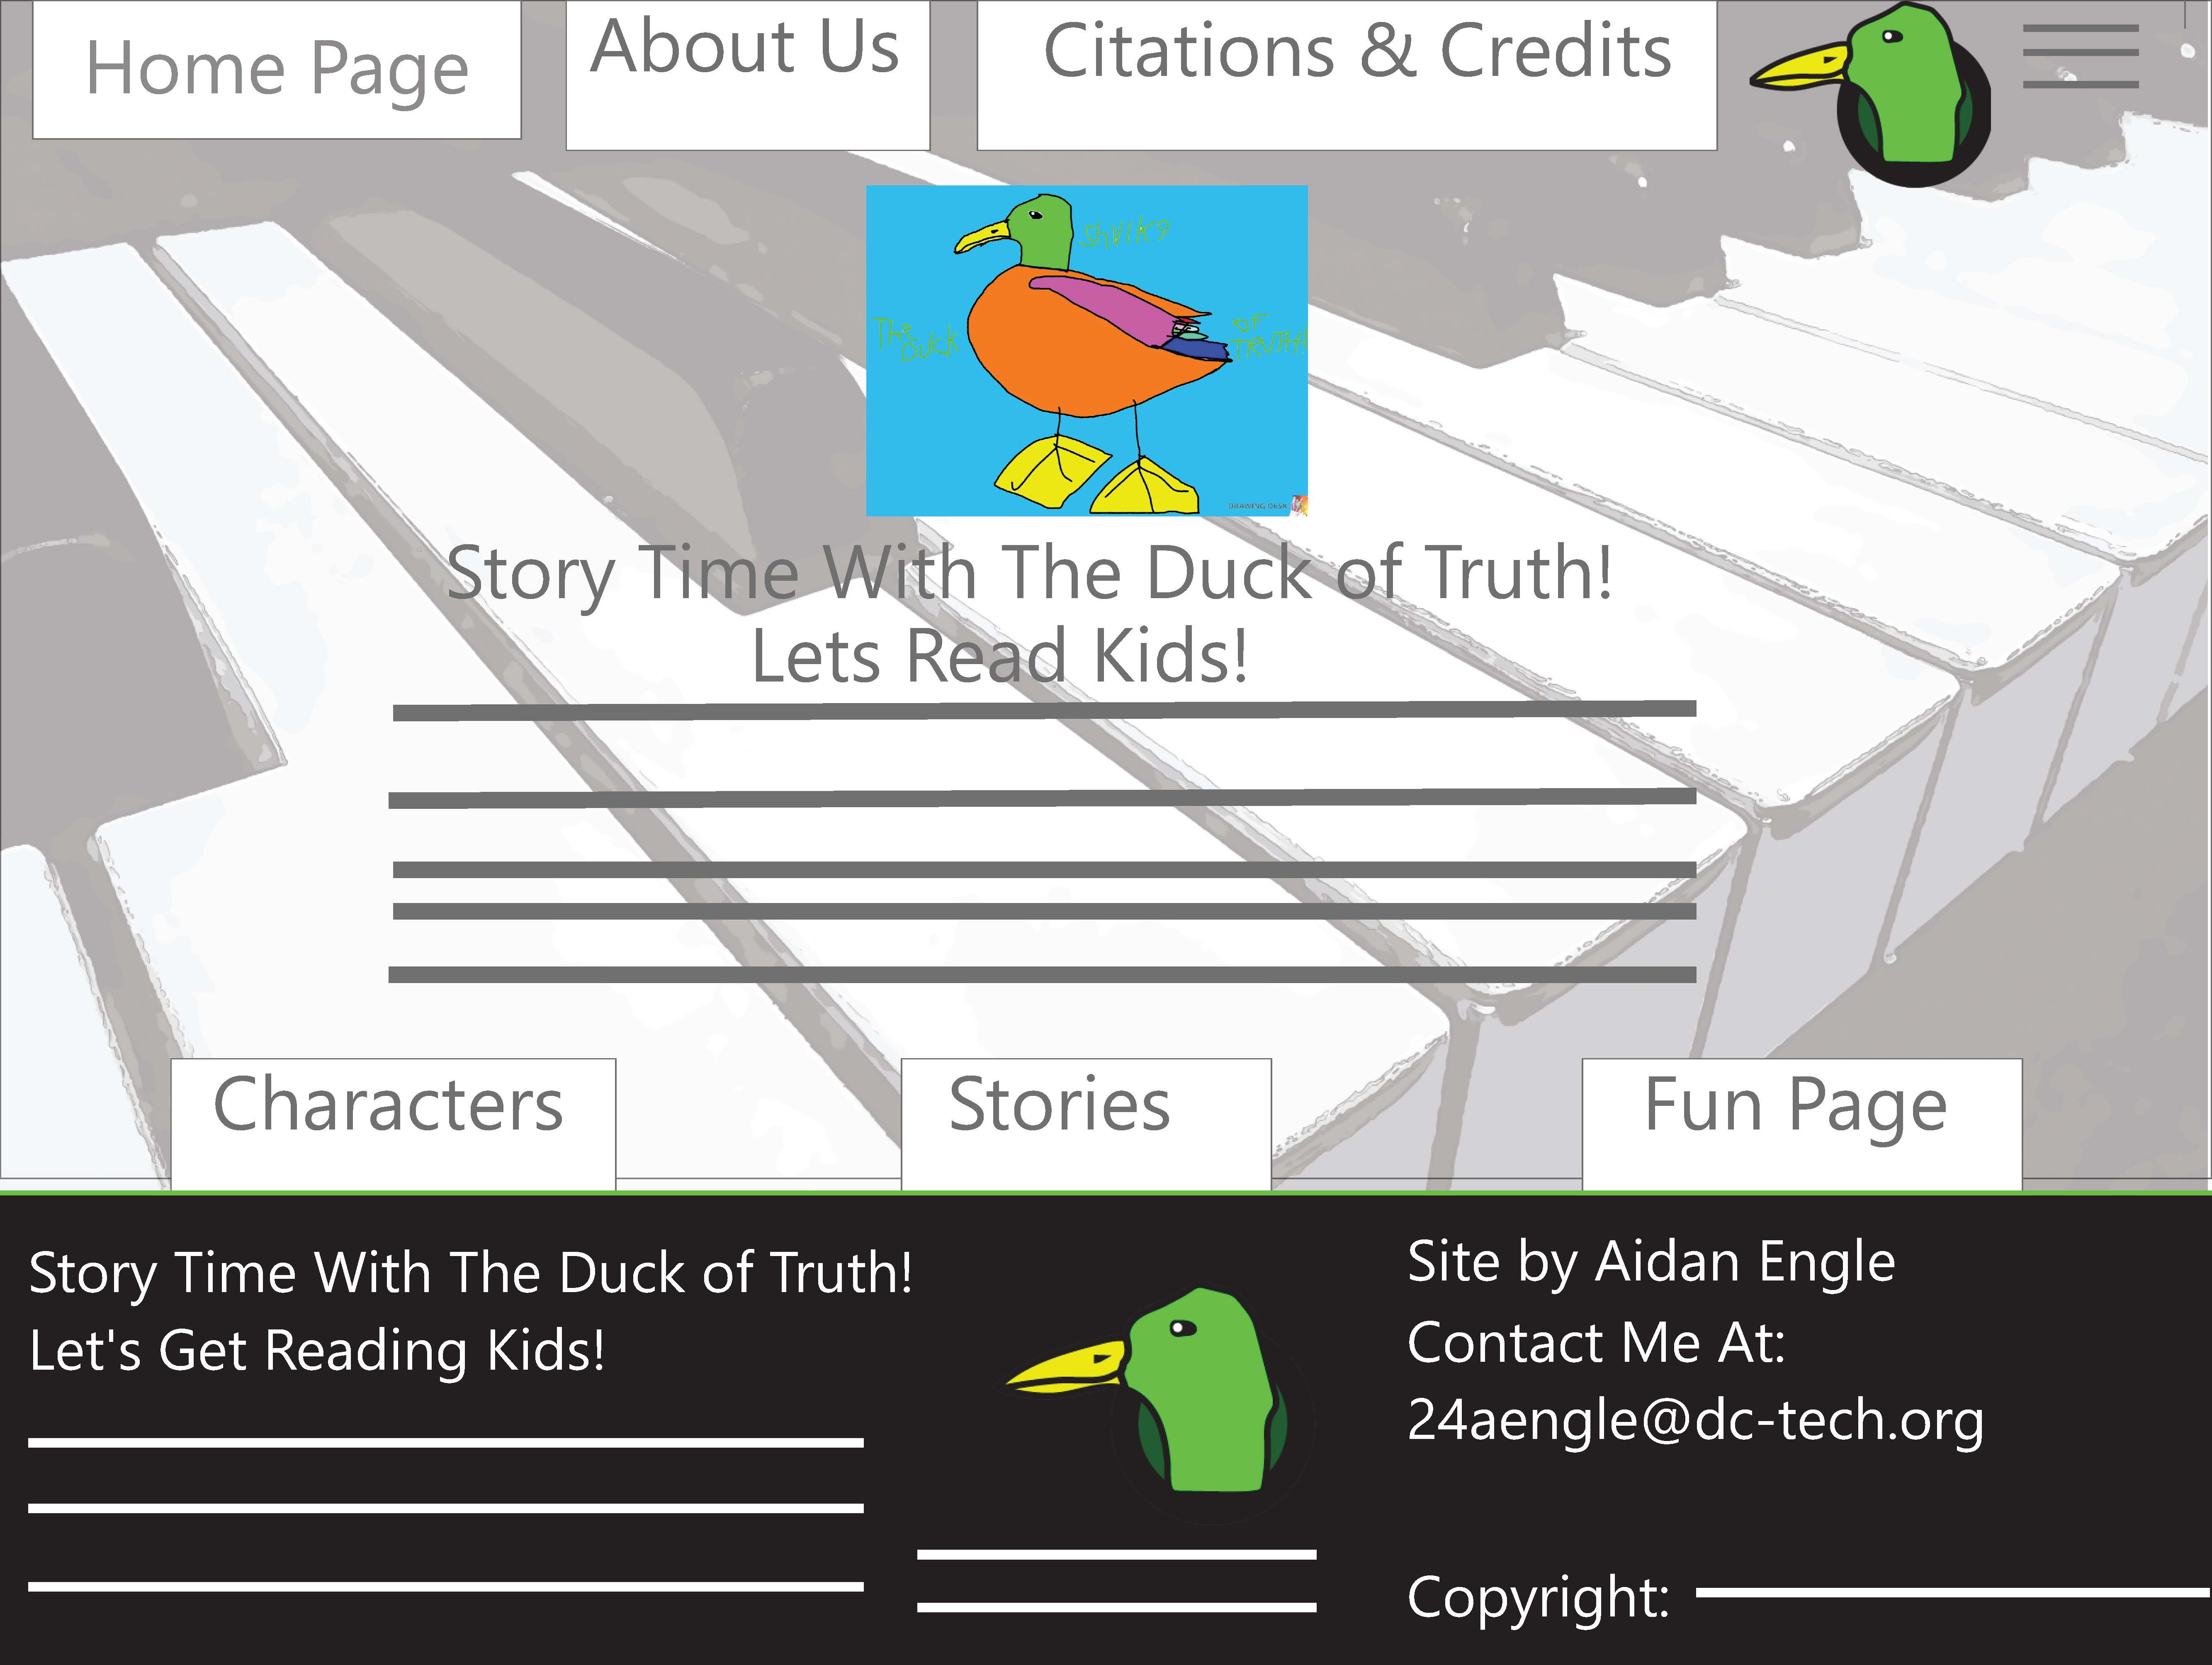 Home Page
About Us
Citations & Credits
THE
DUCK
OF
TRUTH!
DRAWING DESK
Story Time With The Duck of Truth!
Lets Read Kids!
Characters
Stories
Fun Page
Story Time With The Duck of Truth!
Let's Get Reading Kids!
Site by Aidan Engle
Contact Me At:
24aengle@dc-tech.org
Copyright: